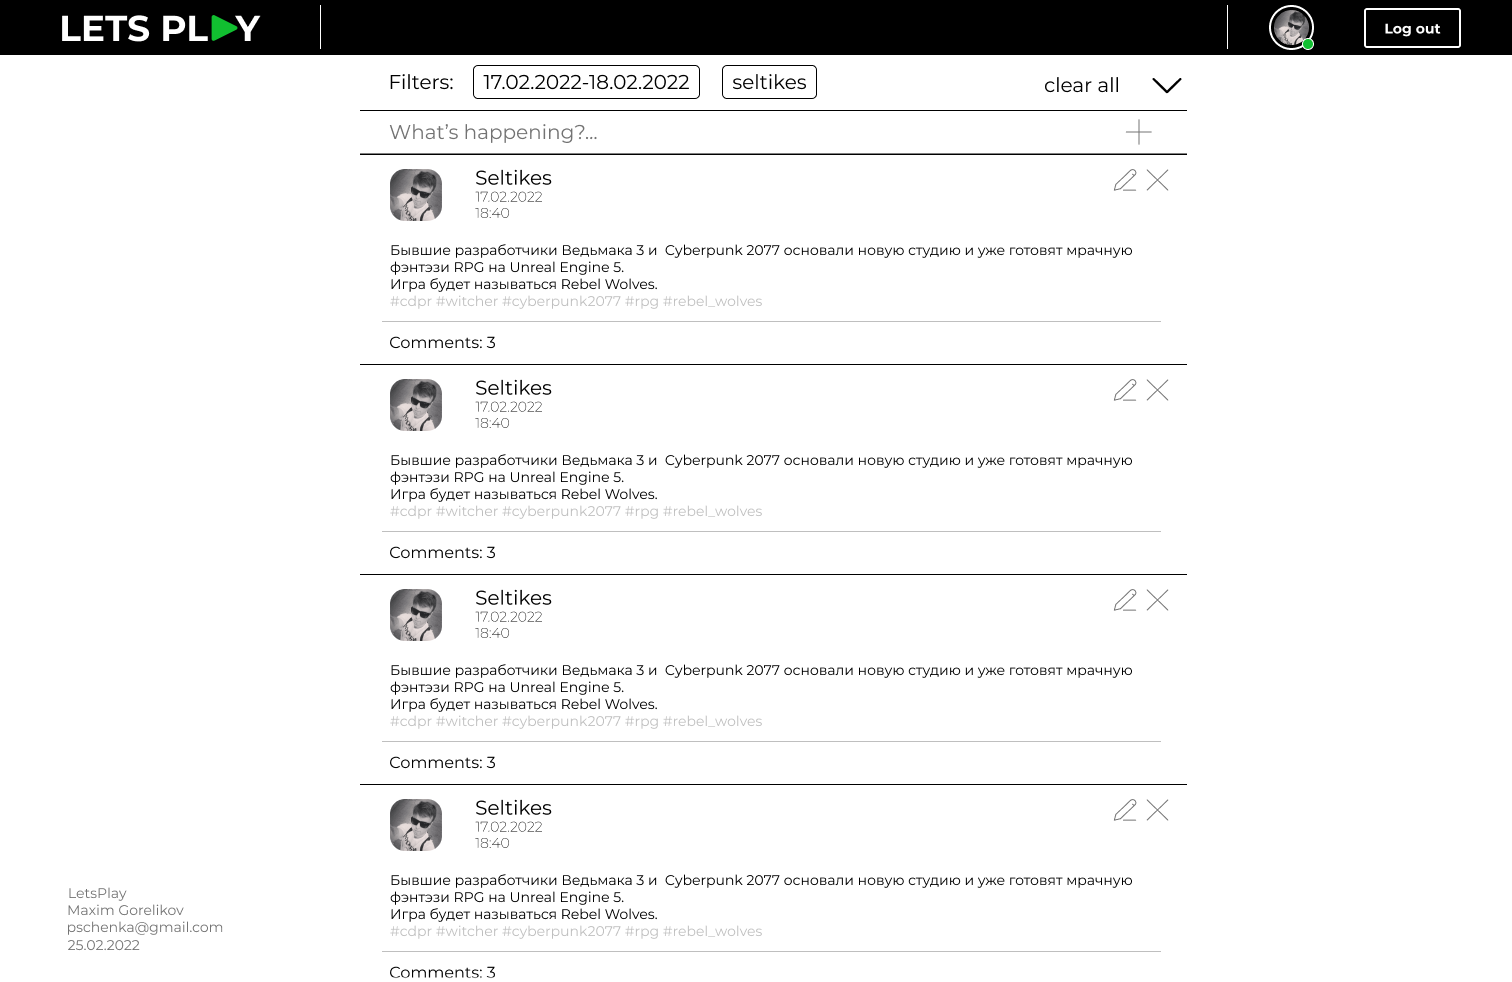 LETS PLAY
Log out
Filters: 17.02.2022-18.02.2022 seltikes clear all
What's happening?...
Seltikes
17.02.2022
18:40
Бывшие разработчики Ведьмака 3 и  Cyberpunk 2077 основали новую студию и уже готовят мрачную
фэнтэзи RPG на Unreal Engine 5.
Игра будет называться Rebel Wolves.
#cdpr #witcher #cyberpunk2077 #rpg #rebel_wolves
Comments: 3
Seltikes
17.02.2022
18:40
Бывшие разработчики Ведьмака 3 и  Cyberpunk 2077 основали новую студию и уже готовят мрачную
фэнтэзи RPG на Unreal Engine 5.
Игра будет называться Rebel Wolves.
#cdpr #witcher #cyberpunk2077 #rpg #rebel_wolves
Comments: 3
Seltikes
17.02.2022
18:40
Бывшие разработчики Ведьмака 3 и  Cyberpunk 2077 основали новую студию и уже готовят мрачную
фэнтэзи RPG на Unreal Engine 5.
Игра будет называться Rebel Wolves.
#cdpr #witcher #cyberpunk2077 #rpg #rebel_wolves
Comments: 3
Seltikes
17.02.2022
18:40
Бывшие разработчики Ведьмака 3 и  Cyberpunk 2077 основали новую студию и уже готовят мрачную
фэнтэзи RPG на Unreal Engine 5.
Игра будет называться Rebel Wolves.
#cdpr #witcher #cyberpunk2077 #rpg #rebel_wolves
Comments: 3
LetsPlay
Maxim Gorelikov
pschenka@gmail.com
25.02.2022